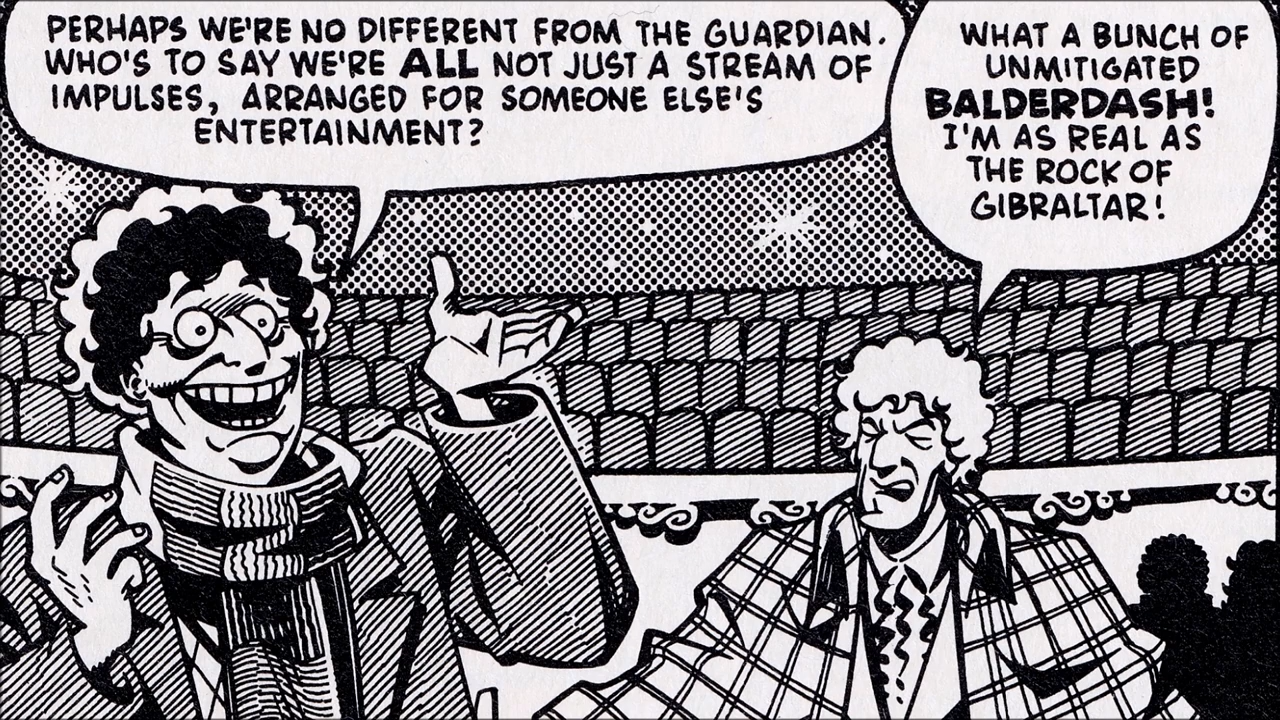 PERHAPS WE'RE NO DIFFERENT FROM THE GUARDIAN.
WHO'S TO SAY WE'RE ALL NOT JUST A STREAM OF
IMPULSES, ARRANGED FOR SOMEONE ELSE'S
ENTERTAINMENT?
WHAT A BUNCH OF
UNMITIGATED
BALDERDASH!
I'M AS REAL AS
THE ROCK OF
GIBRALTAR!